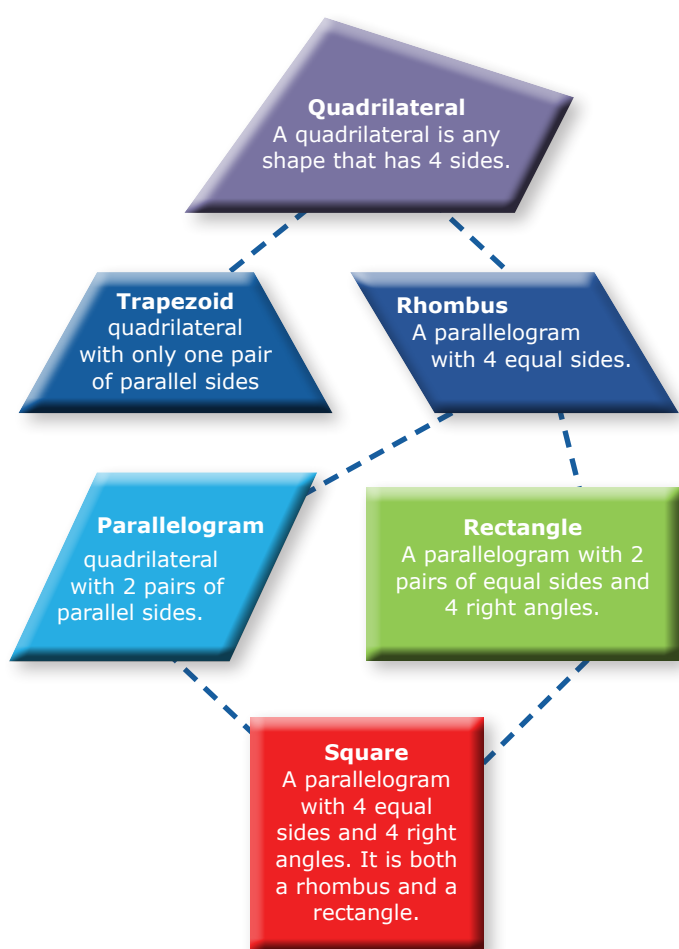 Quadrilateral
A quadrilateral is any
shape that has 4 sides.
Trapezoid
quadrilateral
with only one pair
of parallel sides
Rhombus
A parallelogram
with 4 equal sides.
Parallelogram
quadrilateral
with 2 pairs of
parallel sides.
Rectangle
A parallelogram with 2
pairs of equal sides and
4 right angles.
Square
A parallelogram
with 4 equal
sides and 4 right
angles. It is both
a rhombus and a
rectangle.